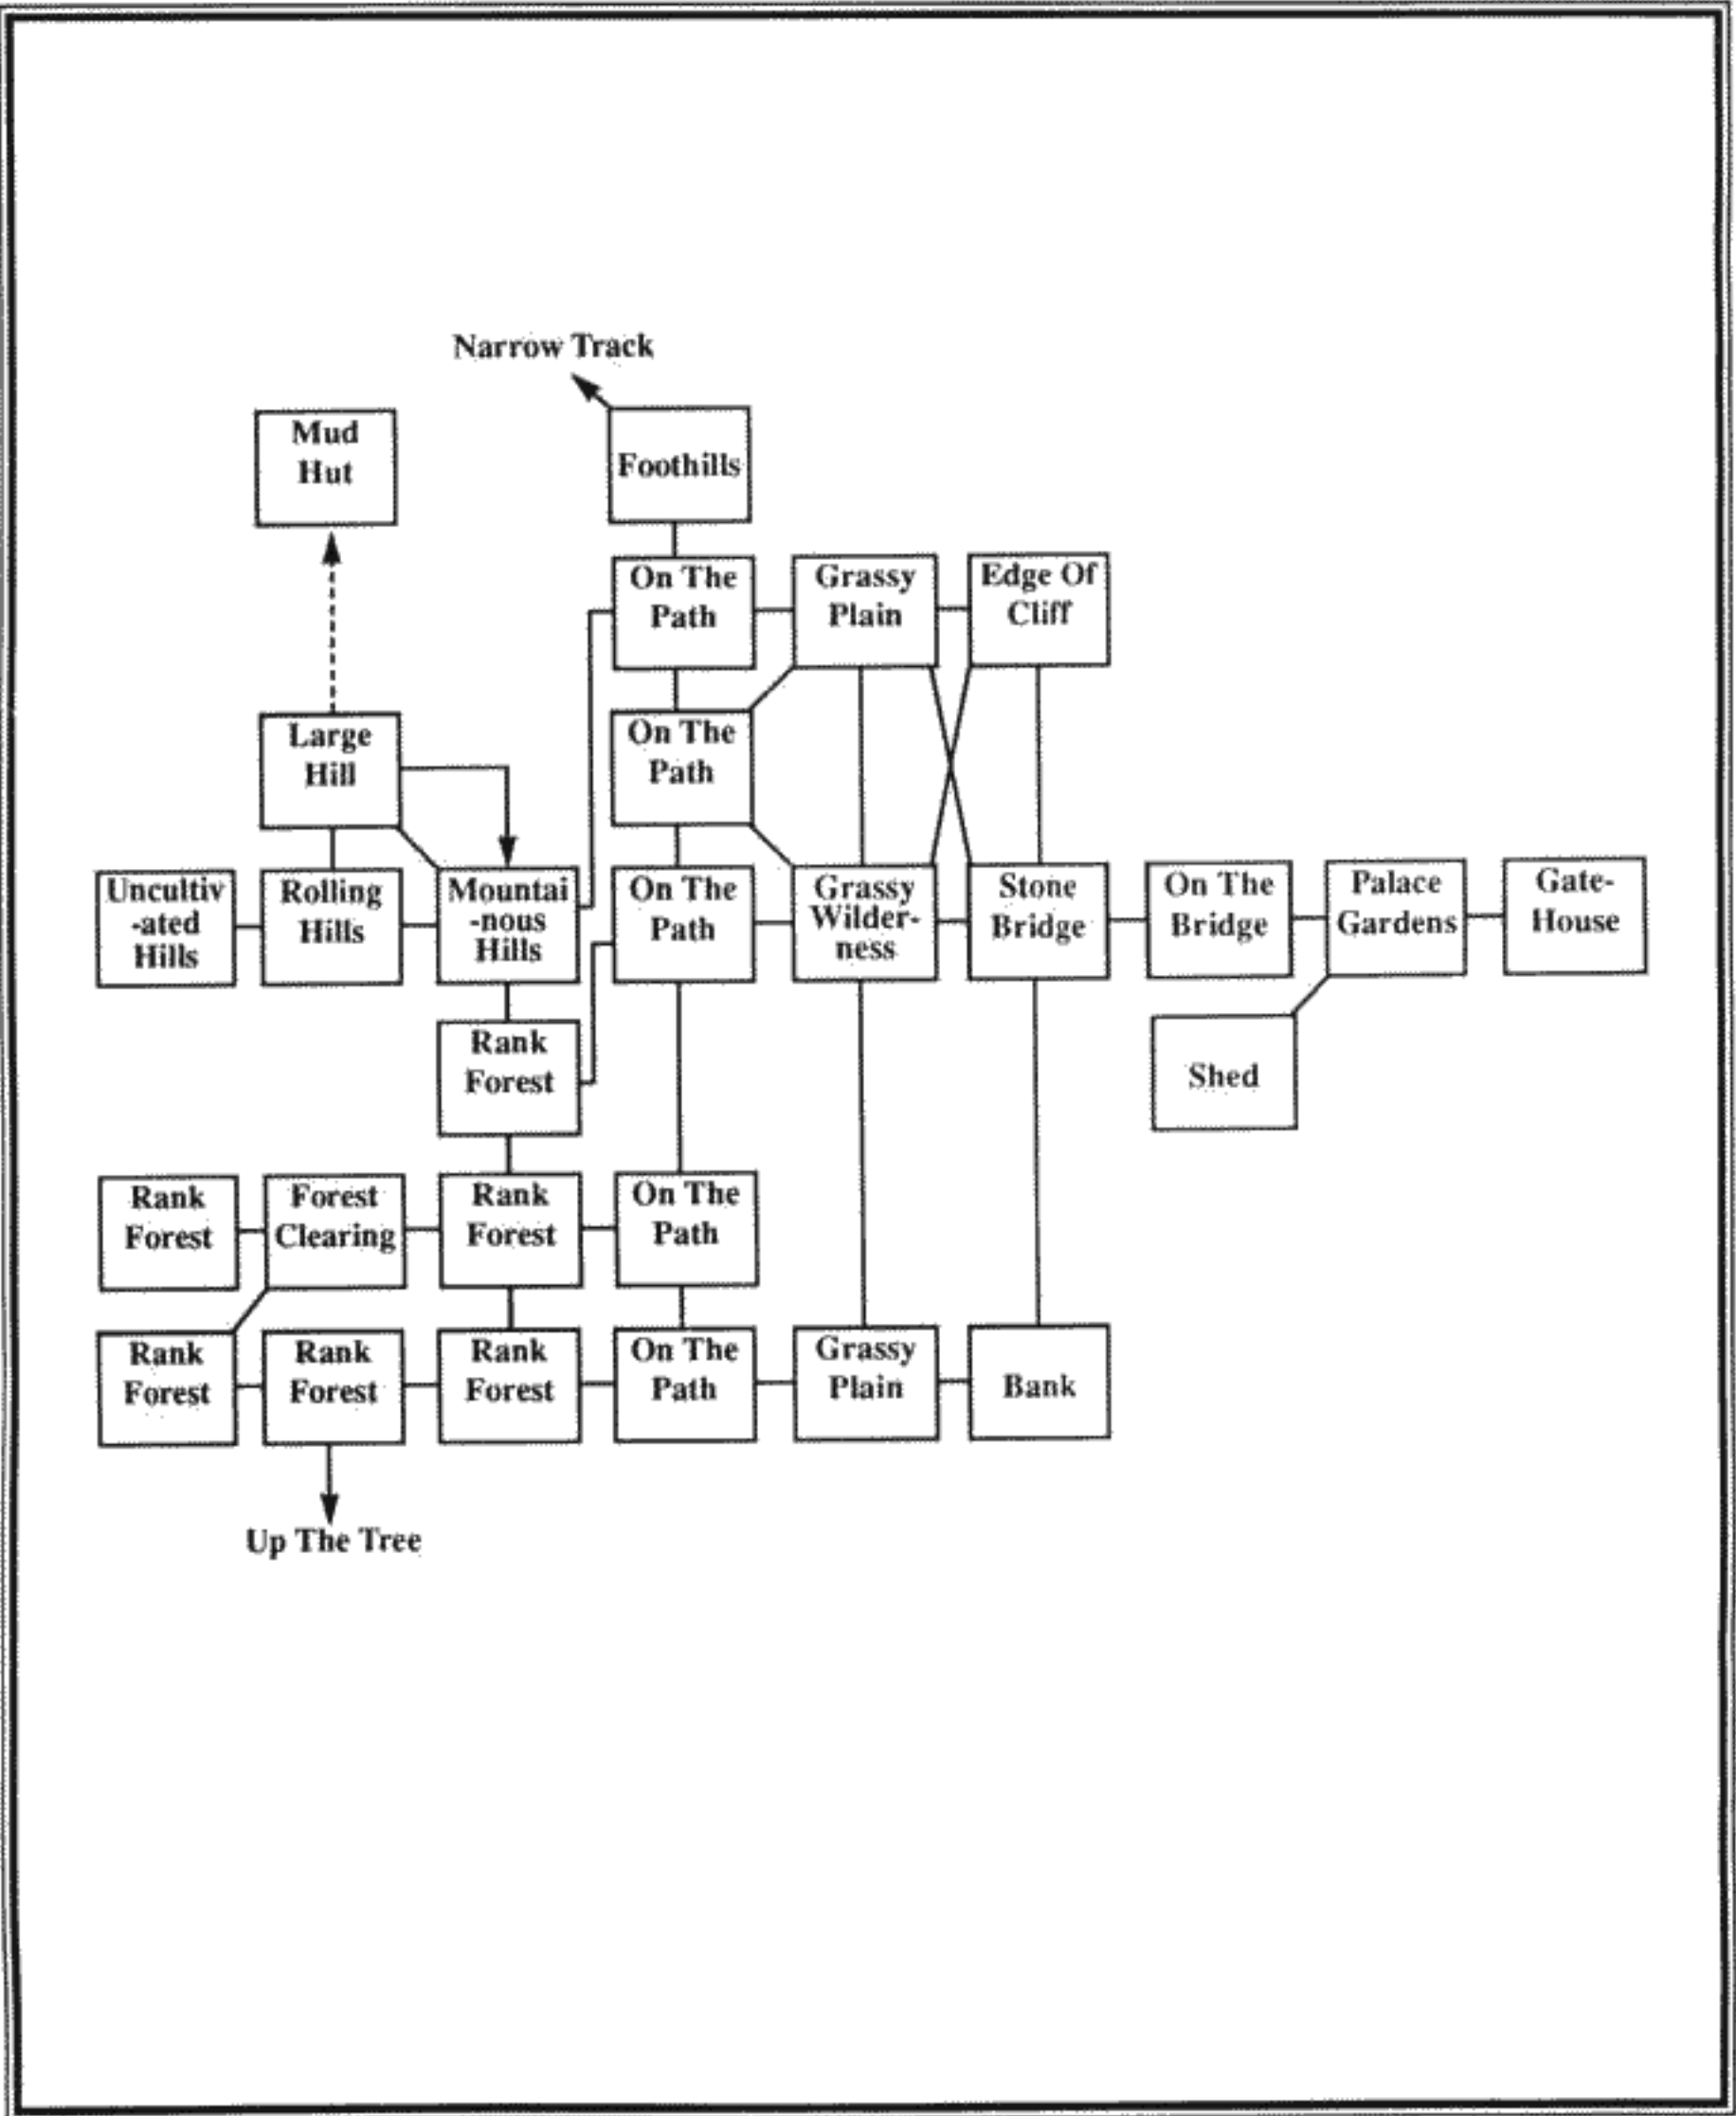 Narrow Track
Mud
Hut
Foothills
On The
Path
Grassy
Plain
Edge Of
Cliff
Large
Hill
On The
Path
Uncultiv
-ated
Hills
Rolling
Hills
Mountai
-nous
Hills
On The
Path
Grassy
Wilder-
ness
Stone
Bridge
On The
Bridge
Palace
Gardens
Gate-
House
Rank
Forest
Shed
Rank
Forest
Forest
Clearing
Rank
Forest
On The
Path
Rank
Forest
Rank
Forest
Rank
Forest
On The
Path
Grassy
Plain
Bank
Up The Tree